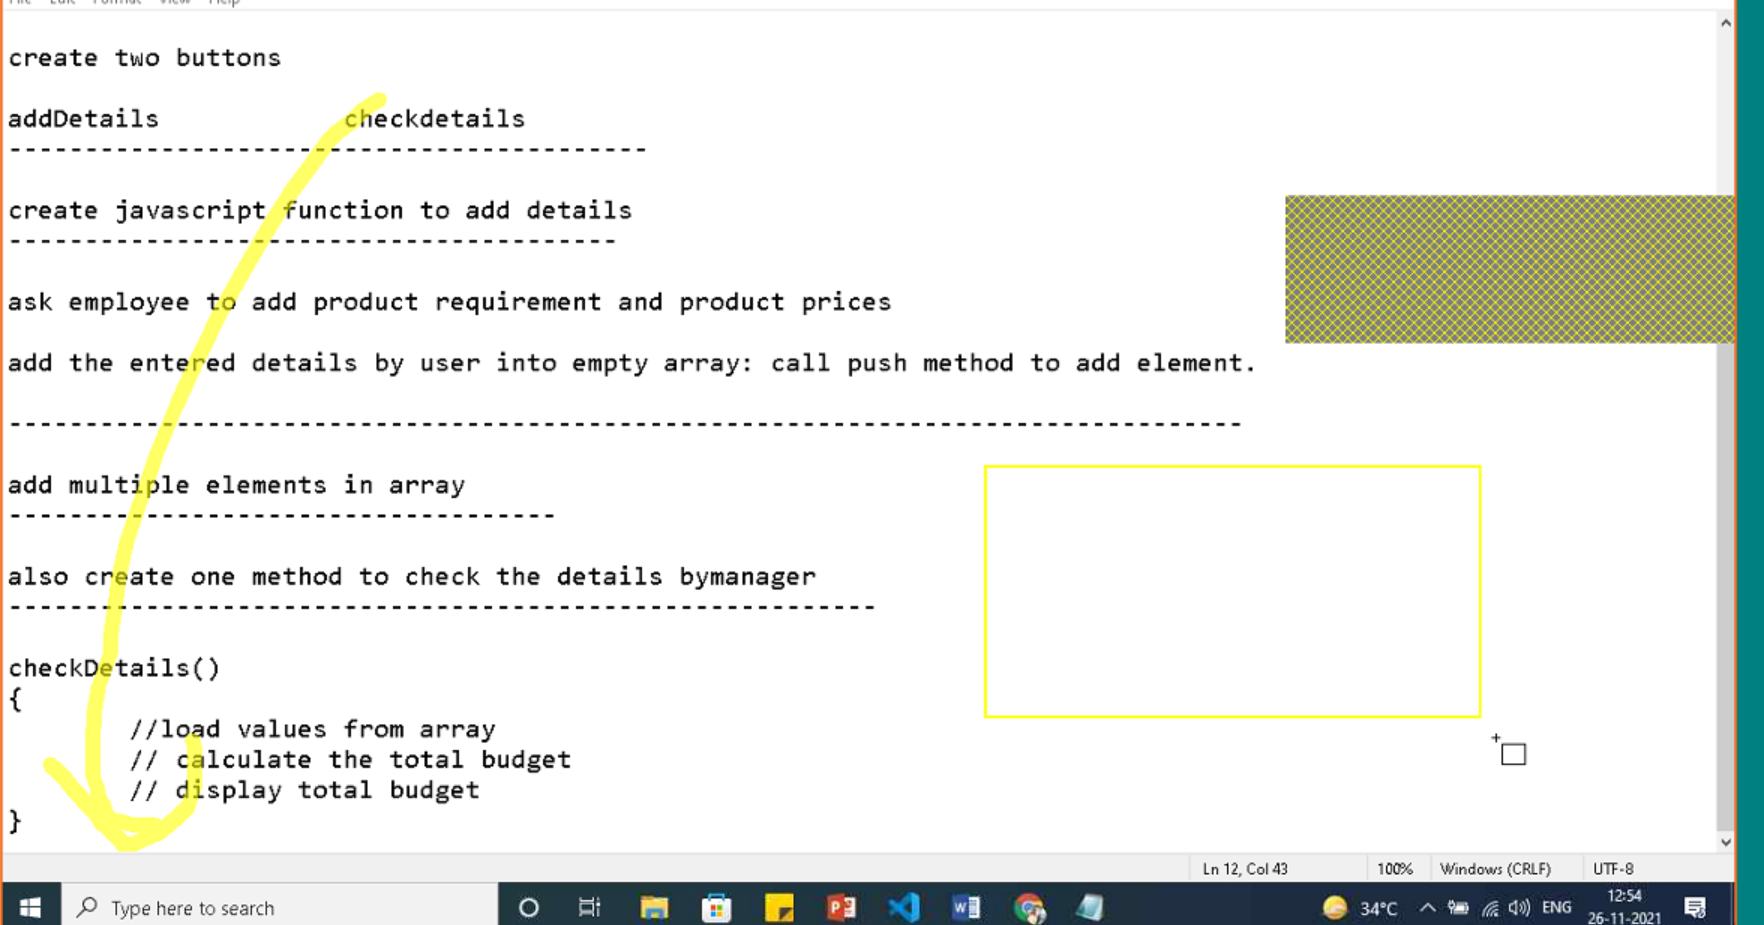 File Edit Format View Help
create two buttons
addDetails checkdetails
------------------------------------------
create javascript function to add details
----------------------------------------
ask employee to add product requirement and product prices
add the entered details by user into empty array: call push method to add element.
---------------------------------------------------------------------------------
add multiple elements in array
------------------------------------
also create one method to check the details bymanager
---------------------------------------------------------
checkDetails()
{
//load values from array
// calculate the total budget
// display total budget
}
Ln 12, Col 43 100% Windows (CRLF) UTF-8
Type here to search 34°C ENG 12:54
26-11-2021